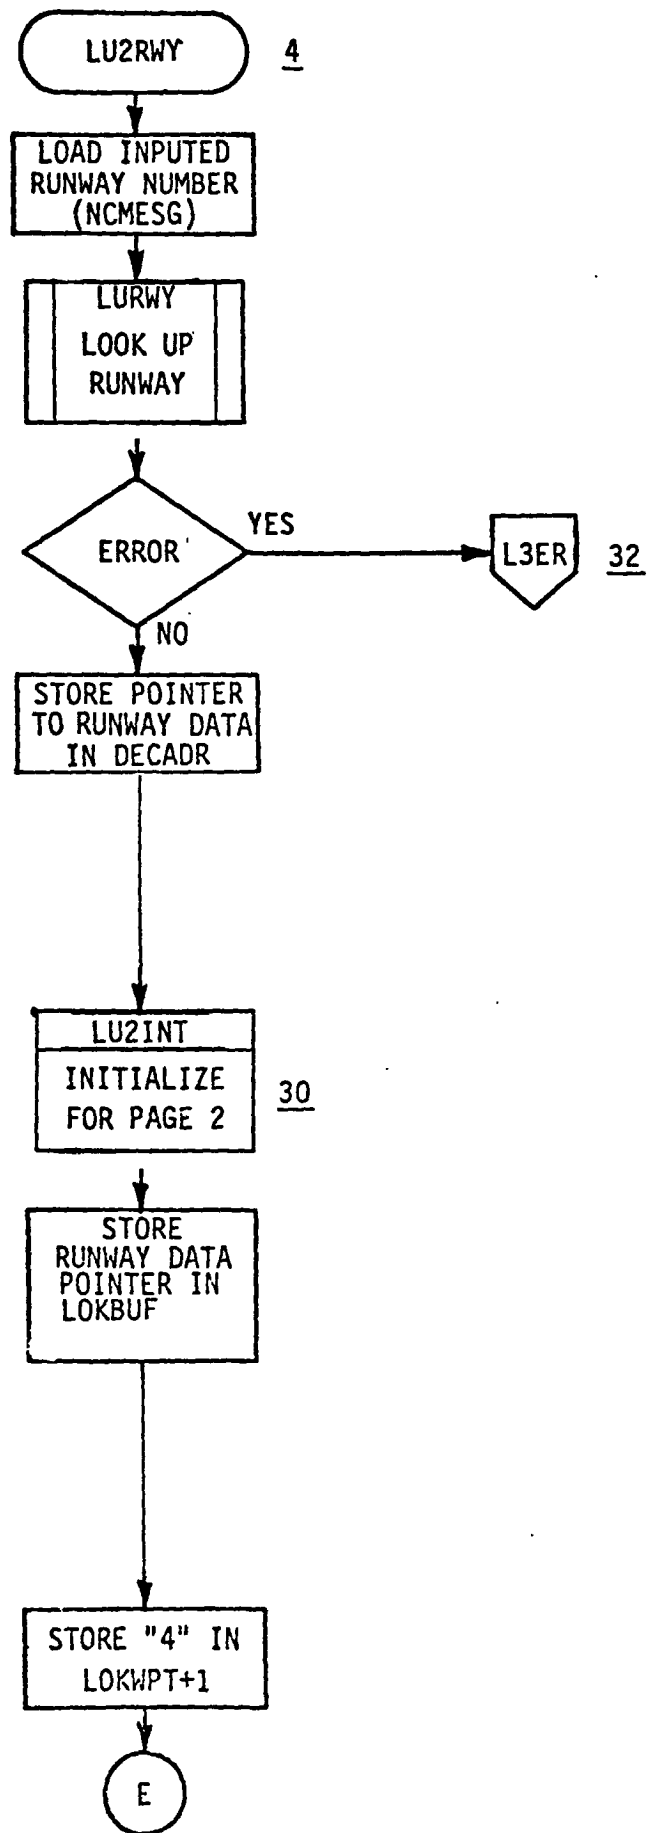 LU2RWY 4
LOAD INPUTED
RUNWAY NUMBER
(NCMESG)
LURWY
LOOK UP
RUNWAY
ERROR
YES
L3ER 32
NO
STORE POINTER
TO RUNWAY DATA
IN DECADR
LU2INT
INITIALIZE
FOR PAGE 2
30
STORE
RUNWAY DATA
POINTER IN
LOKBUF
STORE "4" IN
LOKWPT+1
E